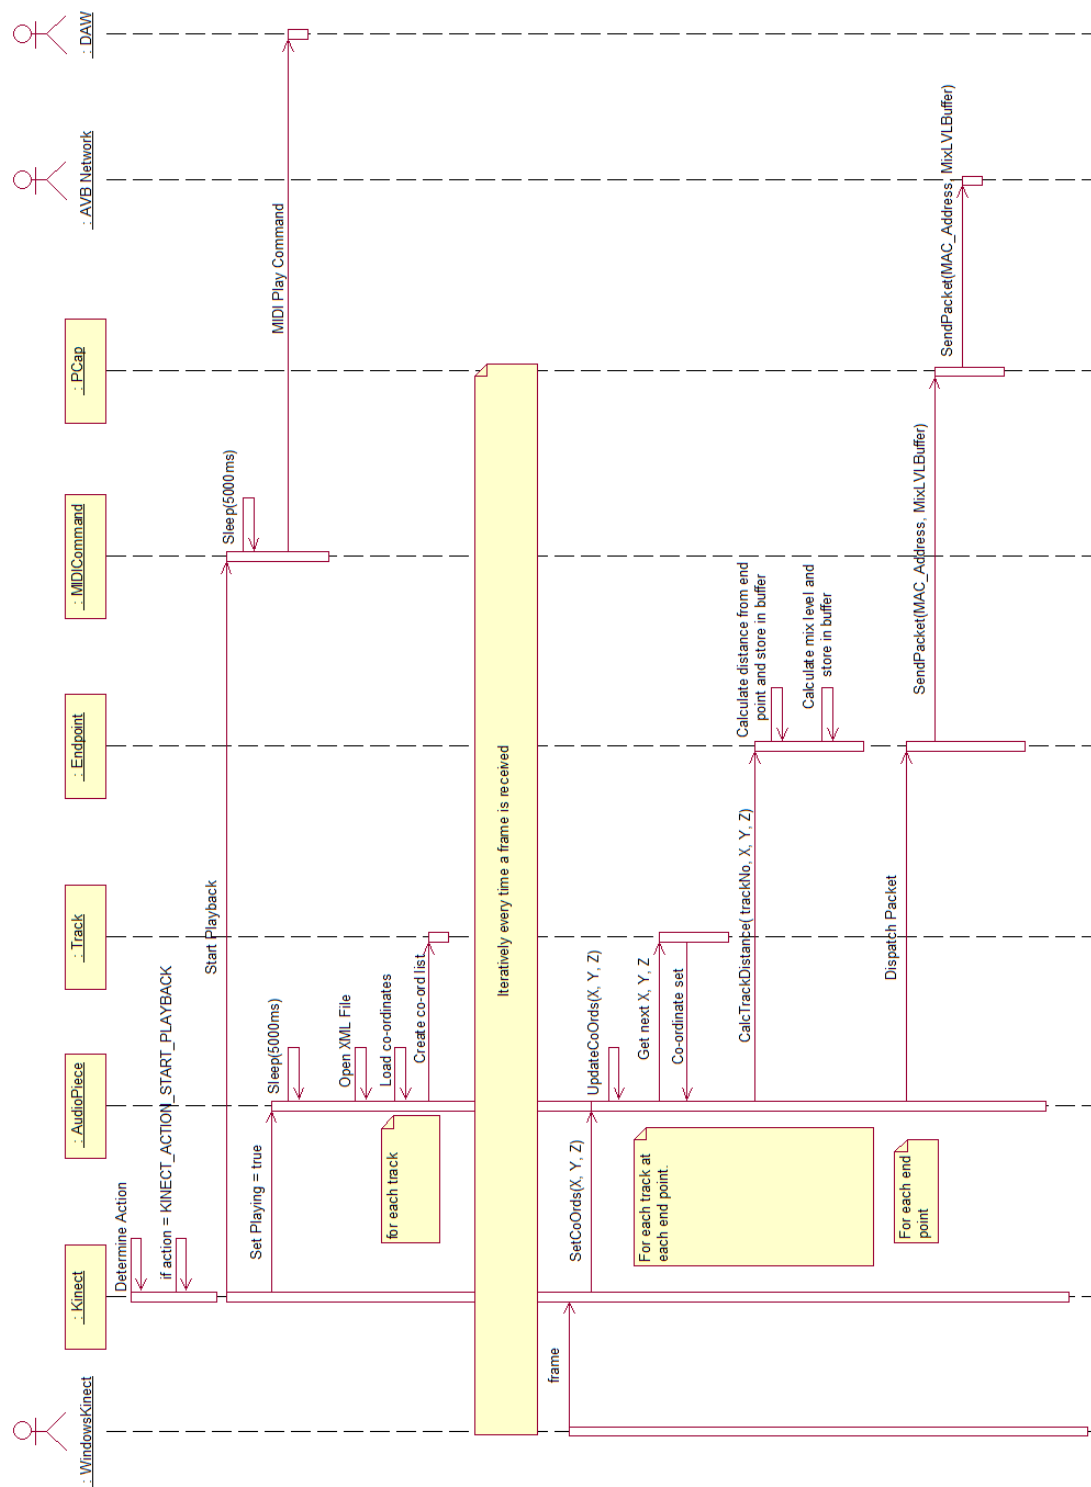 : WindowsKinect
: Kinect
: AudioPiece
: Track
: Endpoint
: MIDICommand
: PCap
: AVB Network
: DAW
Determine Action
if action = KINECT_ACTION_START_PLAYBACK
Start Playback
Sleep(5000ms)
Set Playing = true
MIDI Play Command
Sleep(5000ms)
Open XML File
for each track
Load co-ordinates
Create co-ord list
Iteratively every time a frame is received
frame
SetCoOrds(X, Y, Z)
UpdateCoOrds(X, Y, Z)
For each track at
each end point.
Get next X, Y, Z
Co-ordinate set
CalcTrackDistance( trackNo, X, Y, Z)
Calculate distance from end
point and store in buffer
Calculate mix level and
store in buffer
For each end
point
Dispatch Packet
SendPacket(MAC_Address, MixLVLBuffer)
SendPacket(MAC_Address, MixLVLBuffer)